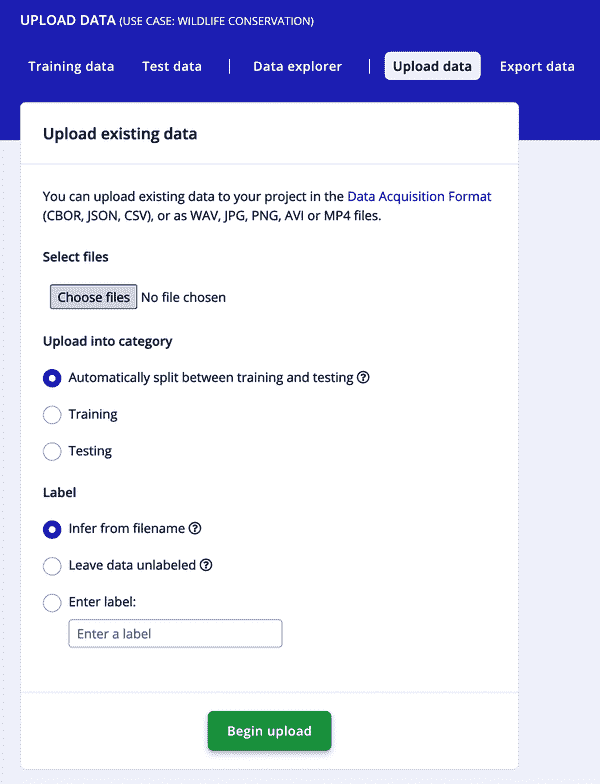 UPLOAD DATA (USE CASE: WILDLIFE CONSERVATION)
Training data Test data | Data explorer | Upload data Export data
Upload existing data
You can upload existing data to your project in the Data Acquisition Format
(CBOR, JSON, CSV), or as WAV, JPG, PNG, AVI or MP4 files.
Select files
Choose files No file chosen
Upload into category
Automatically split between training and testing ?
Training
Testing
Label
Infer from filename ?
Leave data unlabeled ?
Enter label:
Enter a label
Begin upload